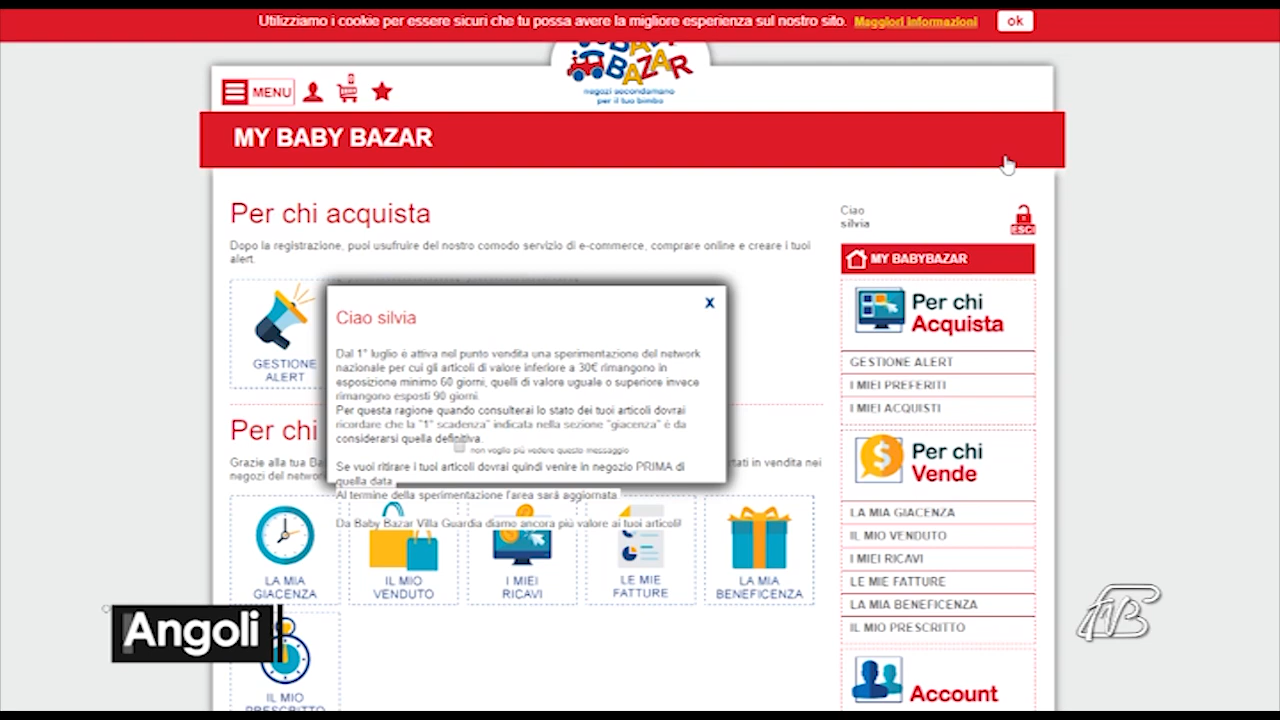 Utilizziamo i cookie per essere sicuri che tu possa avere la migliore esperienza sul nostro sito. Maggiori informazioni ok
BABY
BAZAR
negozi secondamano
per il tuo bimbo
MENU
0
MY BABY BAZAR
Per chi acquista
Dopo la registrazione, puoi usufruire del nostro comodo servizio di e-commerce, comprare online e creare i tuoi
alert.
GESTIONE
ALERT
Ciao silvia
X
Dal 1° luglio è attiva nel punto vendita una sperimentazione del network
nazionale per cui gli articoli di valore inferiore a 30€ rimangono in
esposizione minimo 60 giorni, quelli di valore uguale o superiore invece
rimangono esposti 90 giorni.
Per questa ragione quando consulterai lo stato dei tuoi articoli dovrai
ricordare che la "1° scadenza" indicata nella sezione "giacenza" è da
considerarsi quella definitiva.
non voglio più vedere questo messaggio
Se vuoi ritirare i tuoi articoli dovrai quindi venire in negozio PRIMA di
quella data.
Al termine della sperimentazione l'area sarà aggiornata.
Da Baby Bazar Villa Guardia diamo ancora più valore ai tuoi articoli!
Per chi
Grazie alla tua Ba
in vendita nei
negozi del network
LA MIA
GIACENZA
IL MIO
VENDUTO
I MIEI
RICAVI
LE MIE
FATTURE
LA MIA
BENEFICENZA
IL MIO
PRESCRITTO
Ciao
silvia
ESCI
MY BABYBAZAR
Per chi
Acquista
GESTIONE ALERT
I MIEI PREFERITI
I MIEI ACQUISTI
Per chi
Vende
LA MIA GIACENZA
IL MIO VENDUTO
I MIEI RICAVI
LE MIE FATTURE
LA MIA BENEFICENZA
IL MIO PRESCRITTO
Account
Angoli